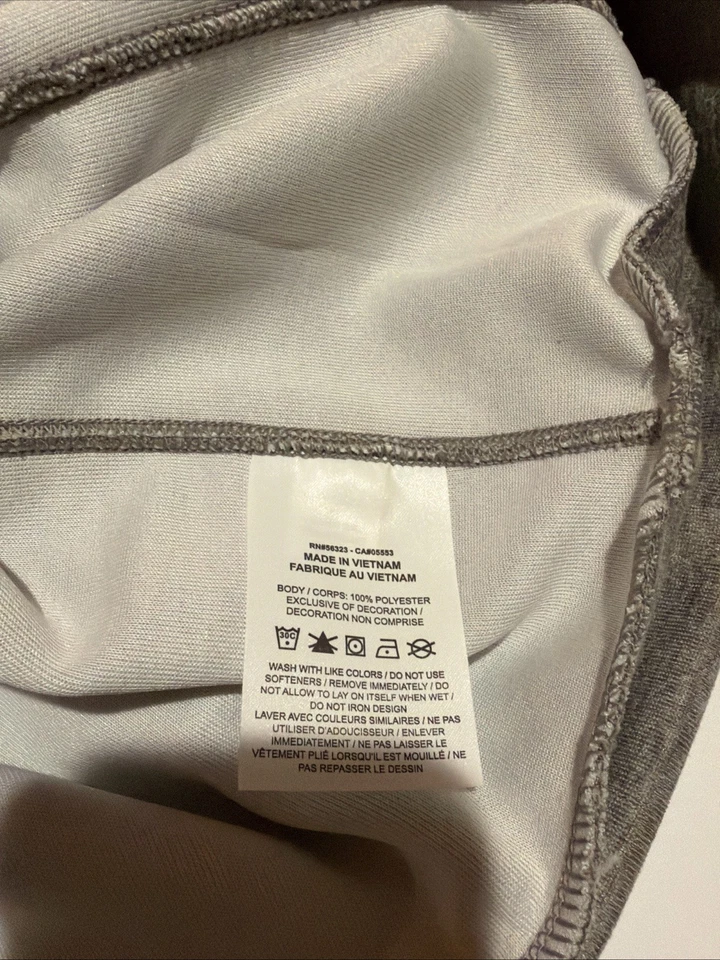 RN#56323 - CA#05553
MADE IN VIETNAM
FABRIQUE AU VIETNAM
BODY / CORPS: 100% POLYESTER
EXCLUSIVE OF DECORATION /
DECORATION NON COMPRISE
30C
WASH WITH LIKE COLORS / DO NOT USE
SOFTENERS / REMOVE IMMEDIATELY / DO
NOT ALLOW TO LAY ON ITSELF WHEN WET /
DO NOT IRON DESIGN
LAVER AVEC COULEURS SIMILAIRES / NE PAS
UTILISER D'ADOUCISSEUR / ENLEVER
IMMEDIATEMENT / NE PAS LAISSER LE
VÊTEMENT PLIÉ LORSQU'IL EST MOUILLÉ / NE
PAS REPASSER LE DESSIN